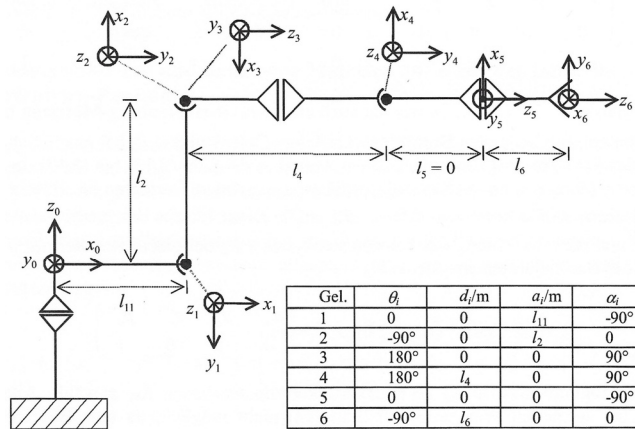 x₂
z₂
y₂
y₃
z₃
x₃
x₄
z₄
y₄
x₅
y₅
z₅
y₆
x₆
z₆
l₂
l₄
l₅ = 0
l₆
z₀
y₀
x₀
l₁₁
z₁
x₁
y₁
Gel. θᵢ dᵢ/m aᵢ/m αᵢ
1 0 0 l₁₁ -90°
2 -90° 0 l₂ 0
3 180° 0 0 90°
4 180° l₄ 0 90°
5 0 0 0 -90°
6 -90° l₆ 0 0